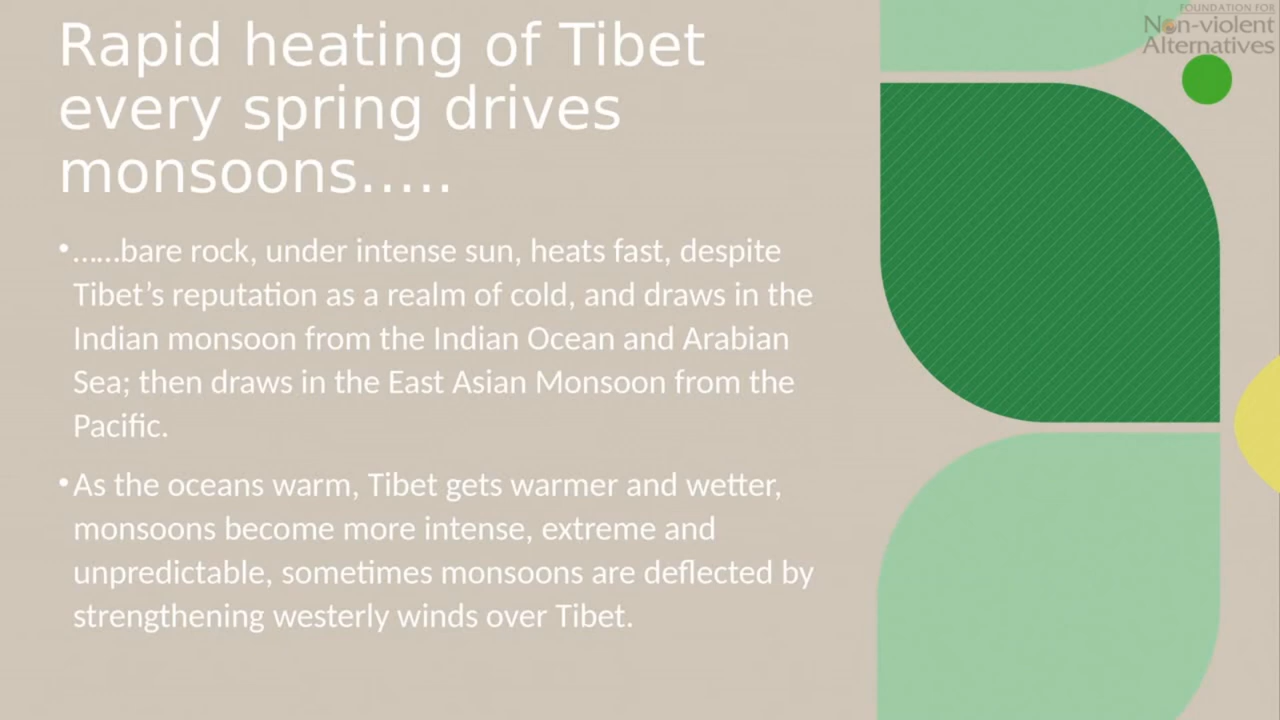 FOUNDATION FOR
Non-violent
Alternatives
Rapid heating of Tibet
every spring drives
monsoons.....
•......bare rock, under intense sun, heats fast, despite
Tibet’s reputation as a realm of cold, and draws in the
Indian monsoon from the Indian Ocean and Arabian
Sea; then draws in the East Asian Monsoon from the
Pacific.
•As the oceans warm, Tibet gets warmer and wetter,
monsoons become more intense, extreme and
unpredictable, sometimes monsoons are deflected by
strengthening westerly winds over Tibet.